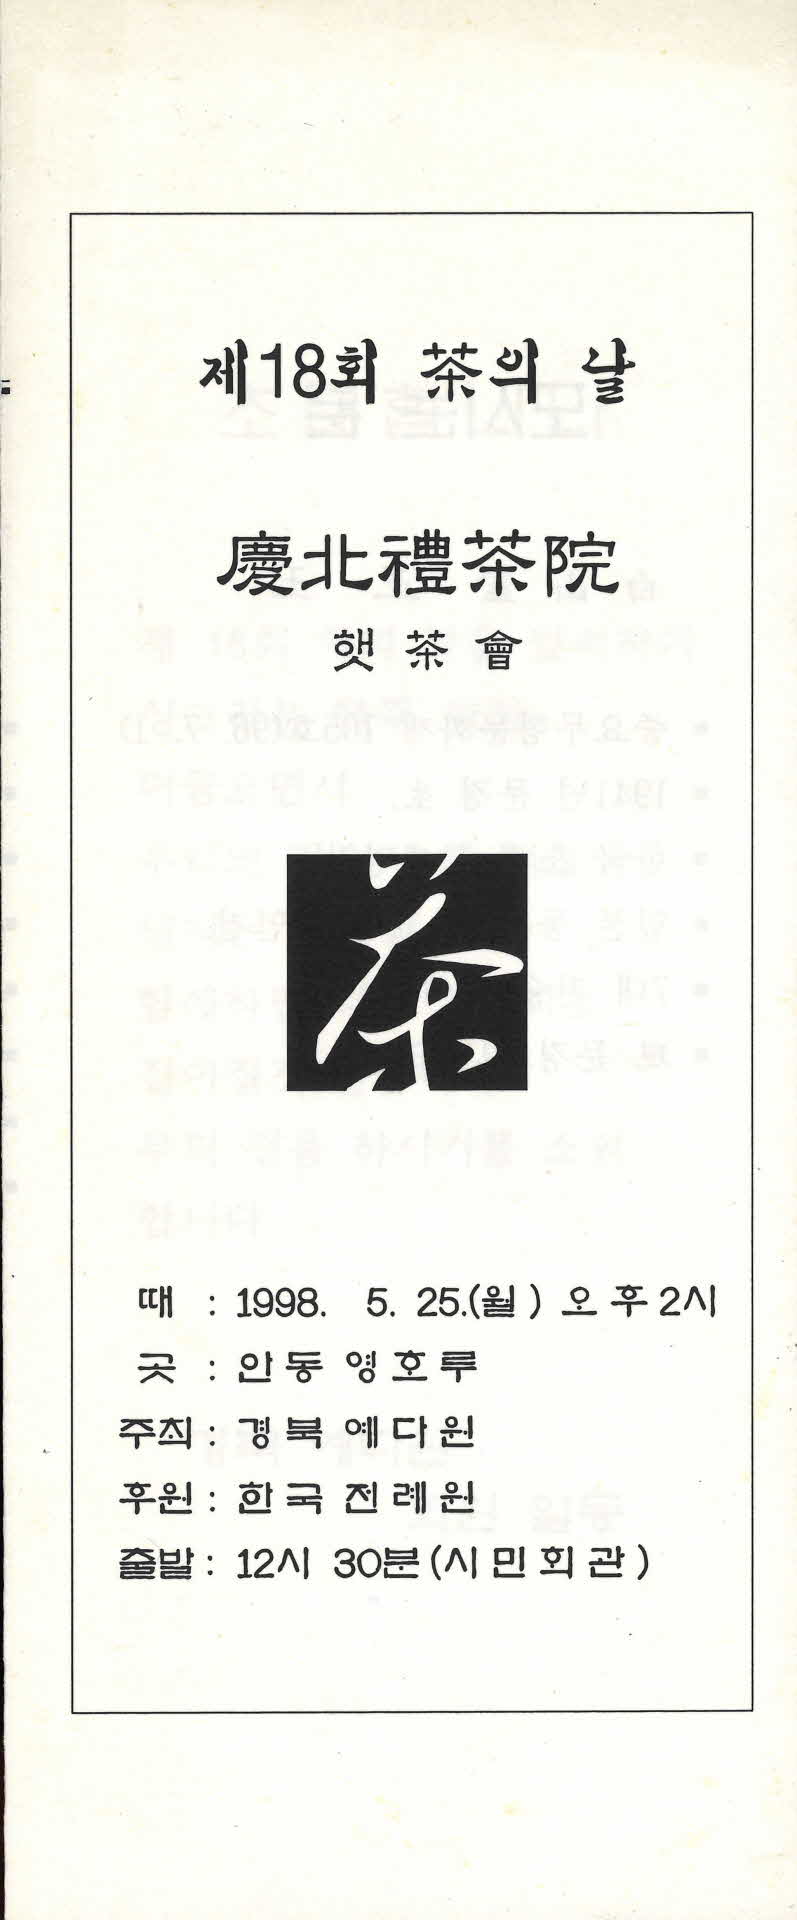 제18회 茶의 날
慶北禮茶院
햇茶會
茶
때 : 1998. 5. 25.(월) 오후2시
곳 : 안동 영호루
주최 : 경북 예다원
후원 : 한국 전례원
출발 : 12시 30분(시민회관)